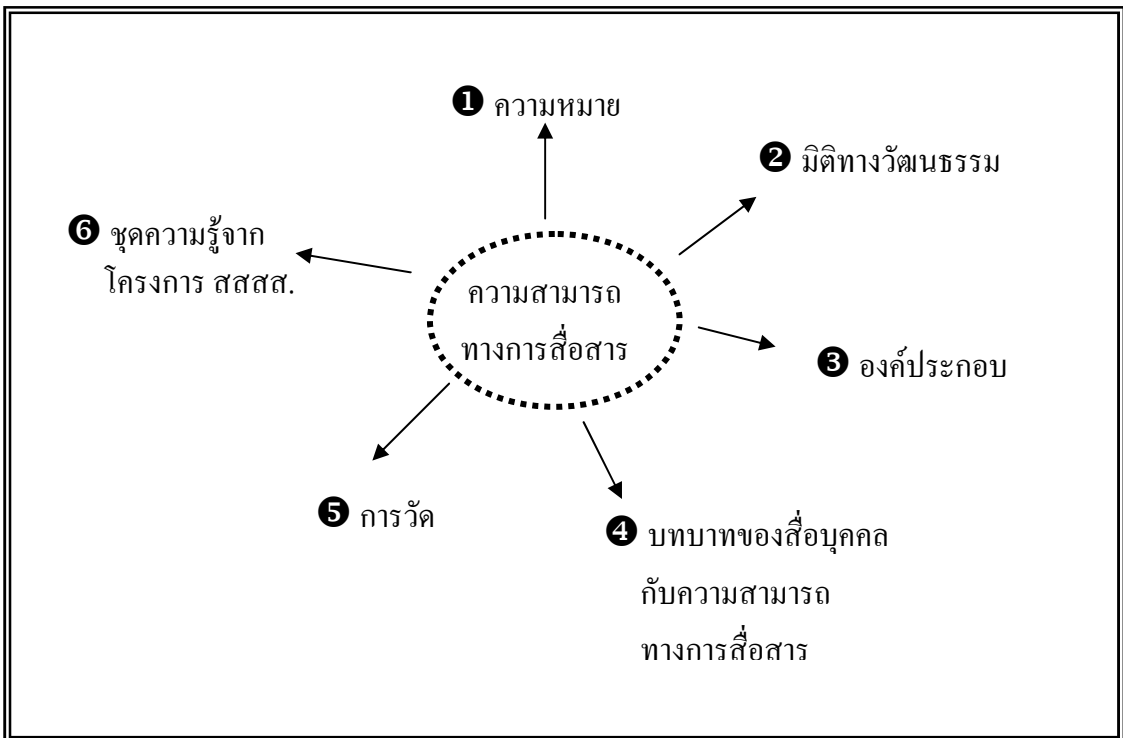 ❶ ความหมาย
❷ มิติทางวัฒนธรรม
❻ ชุดความรู้จาก
โครงการ สสสส.
ความสามารถ
ทางการสื่อสาร
❸ องค์ประกอบ
❺ การวัด
❹ บทบาทของสื่อบุคคล
กับความสามารถ
ทางการสื่อสาร